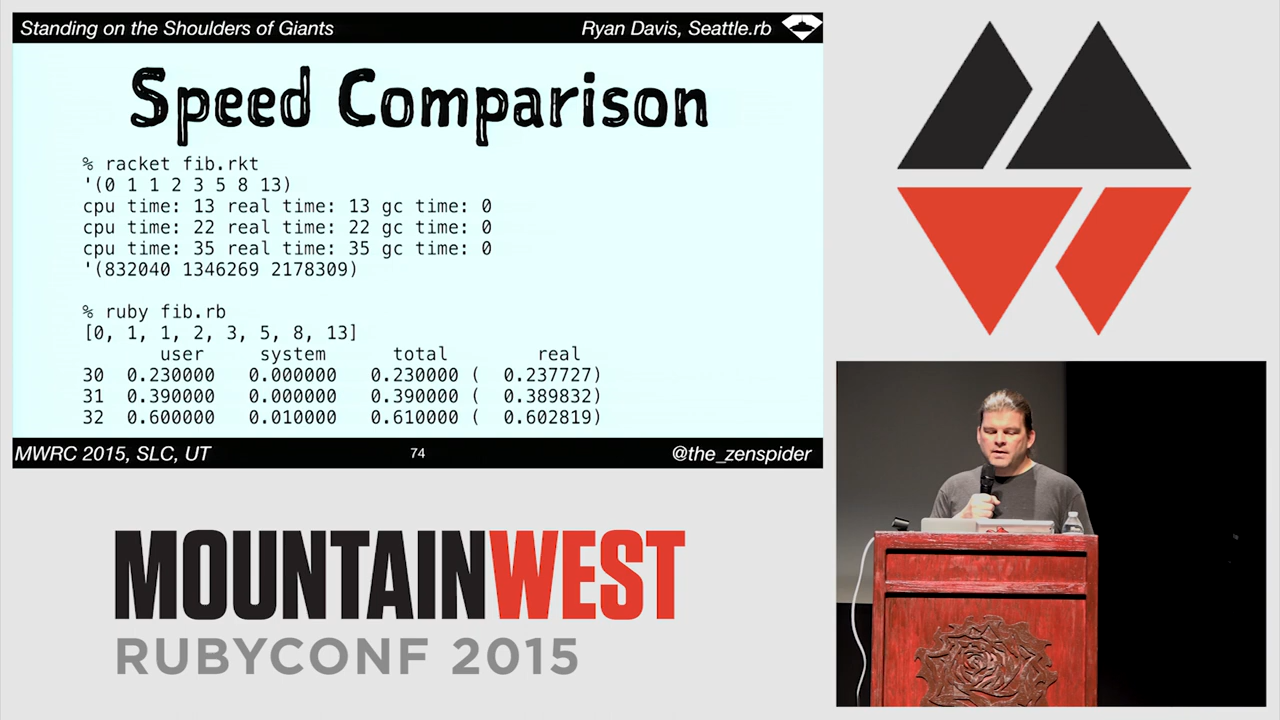 Standing on the Shoulders of Giants
Ryan Davis, Seattle.rb
Speed Comparison
% racket fib.rkt
'(0 1 1 2 3 5 8 13)
cpu time: 13 real time: 13 gc time: 0
cpu time: 22 real time: 22 gc time: 0
cpu time: 35 real time: 35 gc time: 0
'(832040 1346269 2178309)
% ruby fib.rb
[0, 1, 1, 2, 3, 5, 8, 13]
user system total real
30 0.230000 0.000000 0.230000 ( 0.237727)
31 0.390000 0.000000 0.390000 ( 0.389832)
32 0.600000 0.010000 0.610000 ( 0.602819)
MWRC 2015, SLC, UT
74
@the_zenspider
MOUNTAINWEST
RUBYCONF 2015